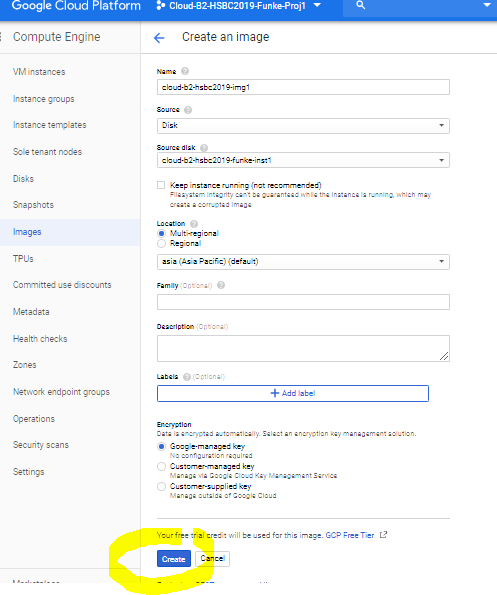 Google Cloud Platform
Cloud-B2-HSBC2019-Funke-Proj1
Compute Engine
Create an image
VM instances
Instance groups
Instance templates
Sole tenant nodes
Disks
Snapshots
Images
TPUs
Committed use discounts
Metadata
Health checks
Zones
Network endpoint groups
Operations
Security scans
Settings
Name
cloud-b2-hsbc2019-img1
Source
Disk
Source disk
cloud-b2-hsbc2019-funke-inst1
Keep instance running (not recommended)
Filesystem integrity can't be guaranteed while the instance is running, which may
create a corrupted image
Location
Multi-regional
Regional
asia (Asia Pacific) (default)
Family (Optional)
Description (Optional)
Labels (Optional)
+ Add label
Encryption
Data is encrypted automatically. Select an encryption key management solution.
Google-managed key
No configuration required
Customer-managed key
Manage via Google Cloud Key Management Service
Customer-supplied key
Manage outside of Google Cloud
Your free trial credit will be used for this image. GCP Free Tier
Create
Cancel